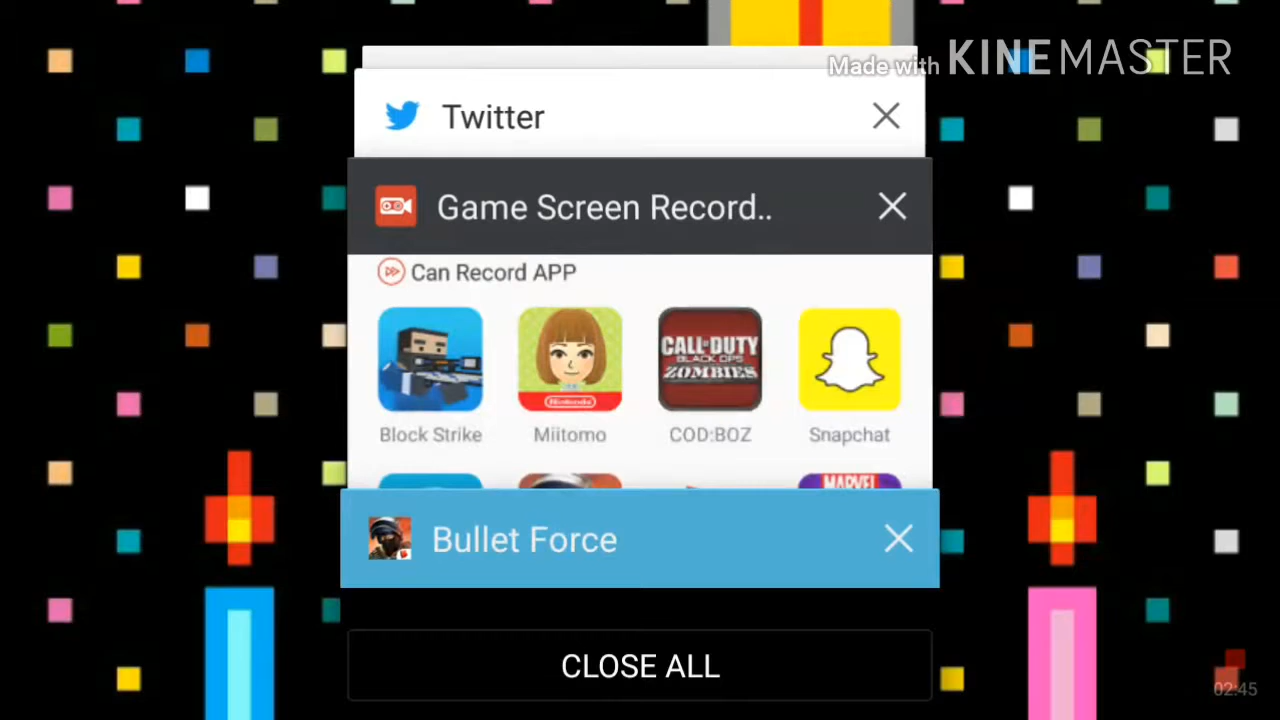 Made with KINEMASTER
Twitter
Game Screen Record..
Can Record APP
CALL OF DUTY
BLACK OPS
ZOMBIES
Nintendo
Block Strike
Miitomo
COD:BOZ
Snapchat
MARVEL
Bullet Force
CLOSE ALL
02:45